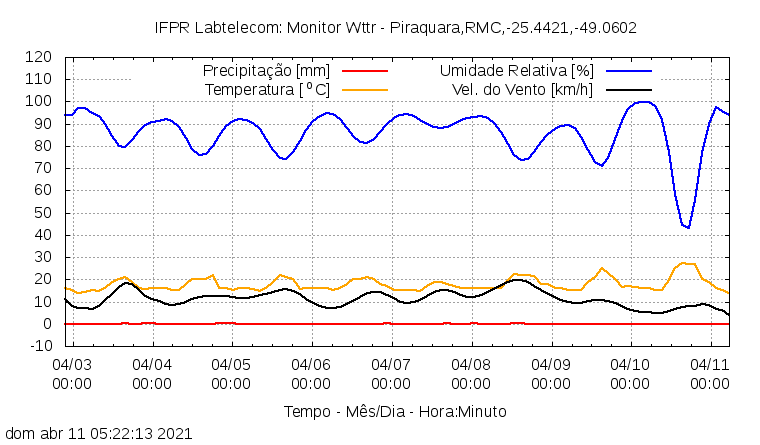 IFPR Labtelecom: Monitor Wttr - Piraquara,RMC,-25.4421,-49.0602
Precipitação [mm]
Temperatura [ ⁰C]
Umidade Relativa [%]
Vel. do Vento [km/h]
120
110
100
90
80
70
60
50
40
30
20
10
0
-10
04/03 04/04 04/05 04/06 04/07 04/08 04/09 04/10 04/11
00:00 00:00 00:00 00:00 00:00 00:00 00:00 00:00 00:00
Tempo - Mês/Dia - Hora:Minuto
dom abr 11 05:22:13 2021